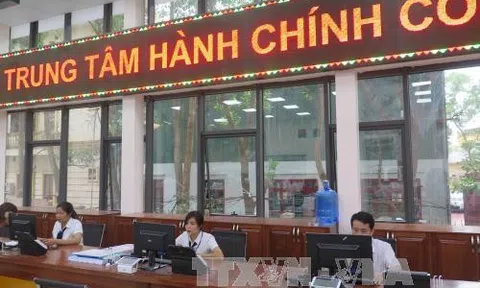 TRUNG TÂM HÀNH CHÍNH CÔ
TTXVN